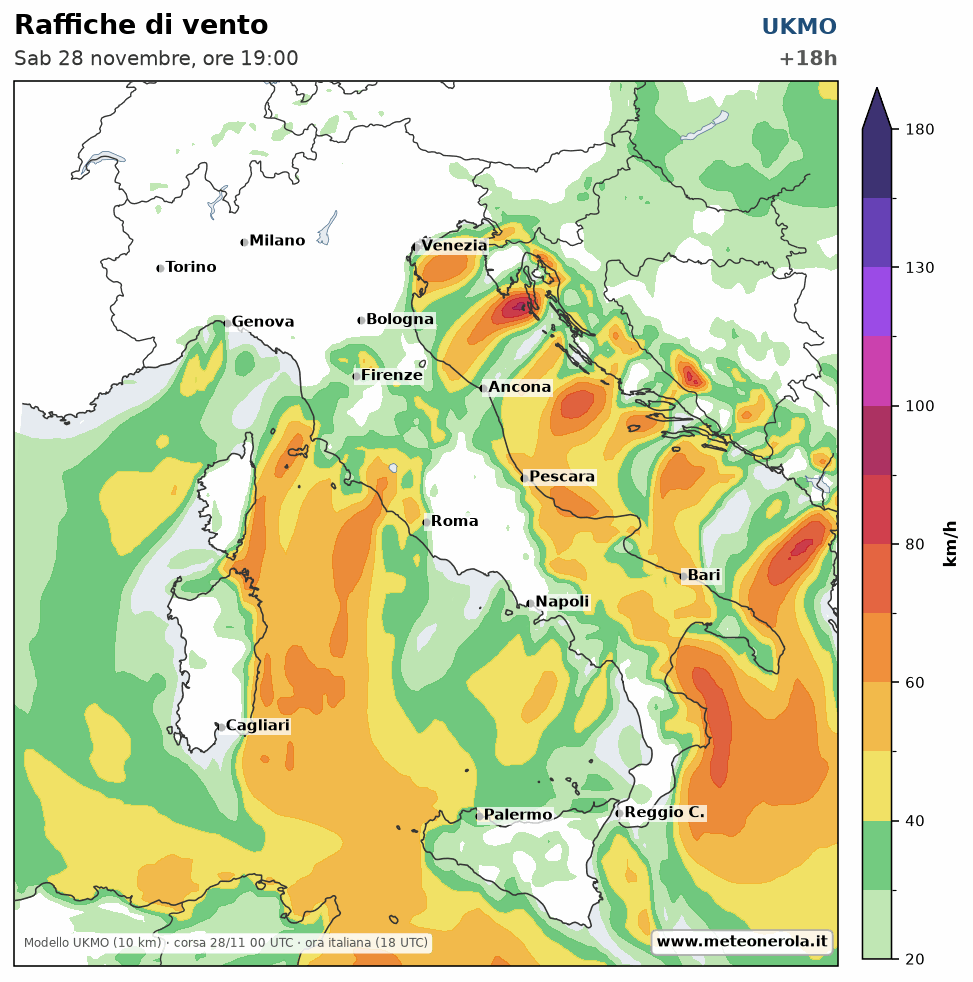 Raffiche di vento
UKMO
Sab 28 novembre, ore 19:00
+18h
180
130
100
80
60
40
20
km/h
Venezia
Milano
Torino
Genova
Bologna
Firenze
Ancona
Pescara
Roma
Bari
Napoli
Cagliari
Palermo
Reggio C.
Modello UKMO (10 km) · corsa 28/11 00 UTC · ora italiana (18 UTC)
www.meteonerola.it